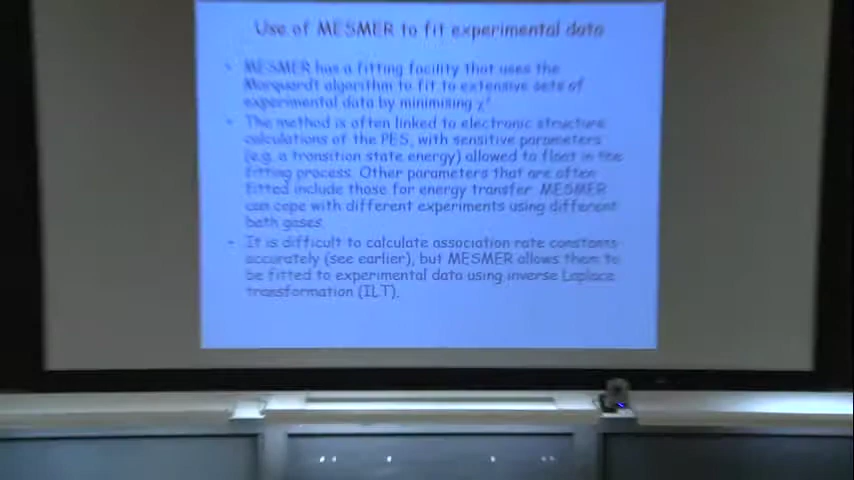 Use of MESMER to fit experimental data
• MESMER has a fitting facility that uses the
Marquardt algorithm to fit to extensive sets of
experimental data by minimising χ²
• The method is often linked to electronic structure
calculations of the PES, with sensitive parameters
(e.g. a transition state energy) allowed to float in the
fitting process. Other parameters that are often
fitted include those for energy transfer. MESMER
can cope with different experiments using different
bath gases.
• It is difficult to calculate association rate constants
accurately (see earlier), but MESMER allows them to
be fitted to experimental data using inverse Laplace
transformation (ILT).